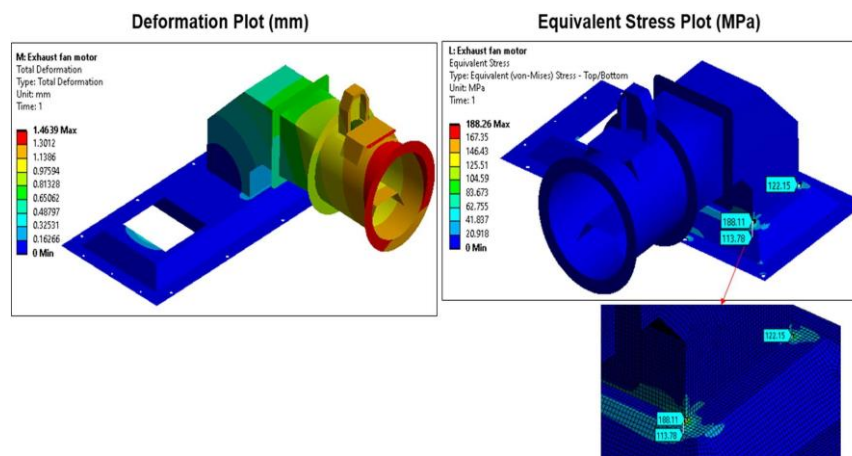 Deformation Plot (mm)
M: Exhaust fan motor
Total Deformation
Type: Total Deformation
Unit: mm
Time: 1
1.4639 Max
1.3012
1.1386
0.97594
0.81328
0.65062
0.48797
0.32531
0.16266
0 Min
Equivalent Stress Plot (MPa)
L: Exhaust fan motor
Equivalent Stress
Type: Equivalent (von-Mises) Stress - Top/Bottom
Unit: MPa
Time: 1
188.26 Max
167.35
146.43
125.51
104.59
83.673
62.755
41.837
20.918
0 Min
122.15
188.11
113.78
122.15
188.11
113.78